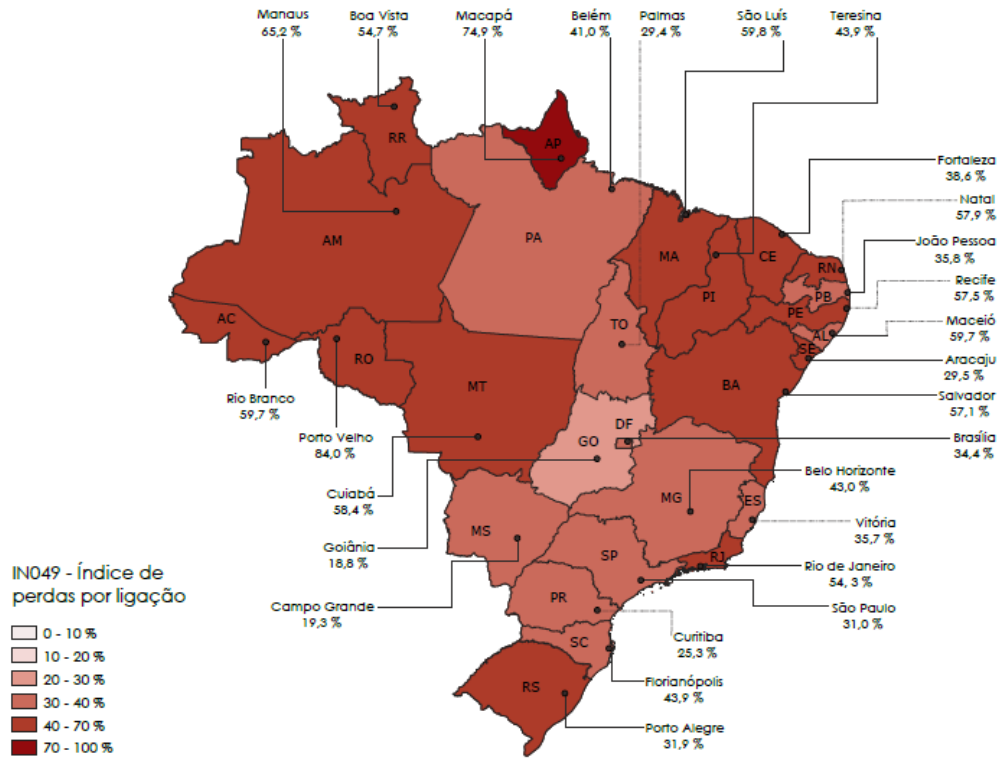 Manaus
65,2 %
Boa Vista
54,7 %
Macapá
74,9 %
Belém
41,0 %
Palmas
29,4 %
São Luís
59,8 %
Teresina
43,9 %
Fortaleza
38,6 %
Natal
57,9 %
João Pessoa
35,8 %
Recife
57,5 %
Maceió
59,7 %
Aracaju
29,5 %
Salvador
57,1 %
Brasília
34,4 %
Belo Horizonte
43,0 %
Vitória
35,7 %
Rio de Janeiro
54,3 %
São Paulo
31,0 %
Curitiba
25,3 %
Florianópolis
43,9 %
Porto Alegre
31,9 %
Rio Branco
59,7 %
Porto Velho
84,0 %
Cuiabá
58,4 %
Goiânia
18,8 %
Campo Grande
19,3 %
RR
AP
AM
PA
MA
CE
RN
PB
PI
PE
AL
SE
AC
RO
TO
MT
BA
DF
GO
MG
ES
MS
SP
RJ
PR
SC
RS
IN049 - Índice de
perdas por ligação
0 - 10 %
10 - 20 %
20 - 30 %
30 - 40 %
40 - 70 %
70 - 100 %